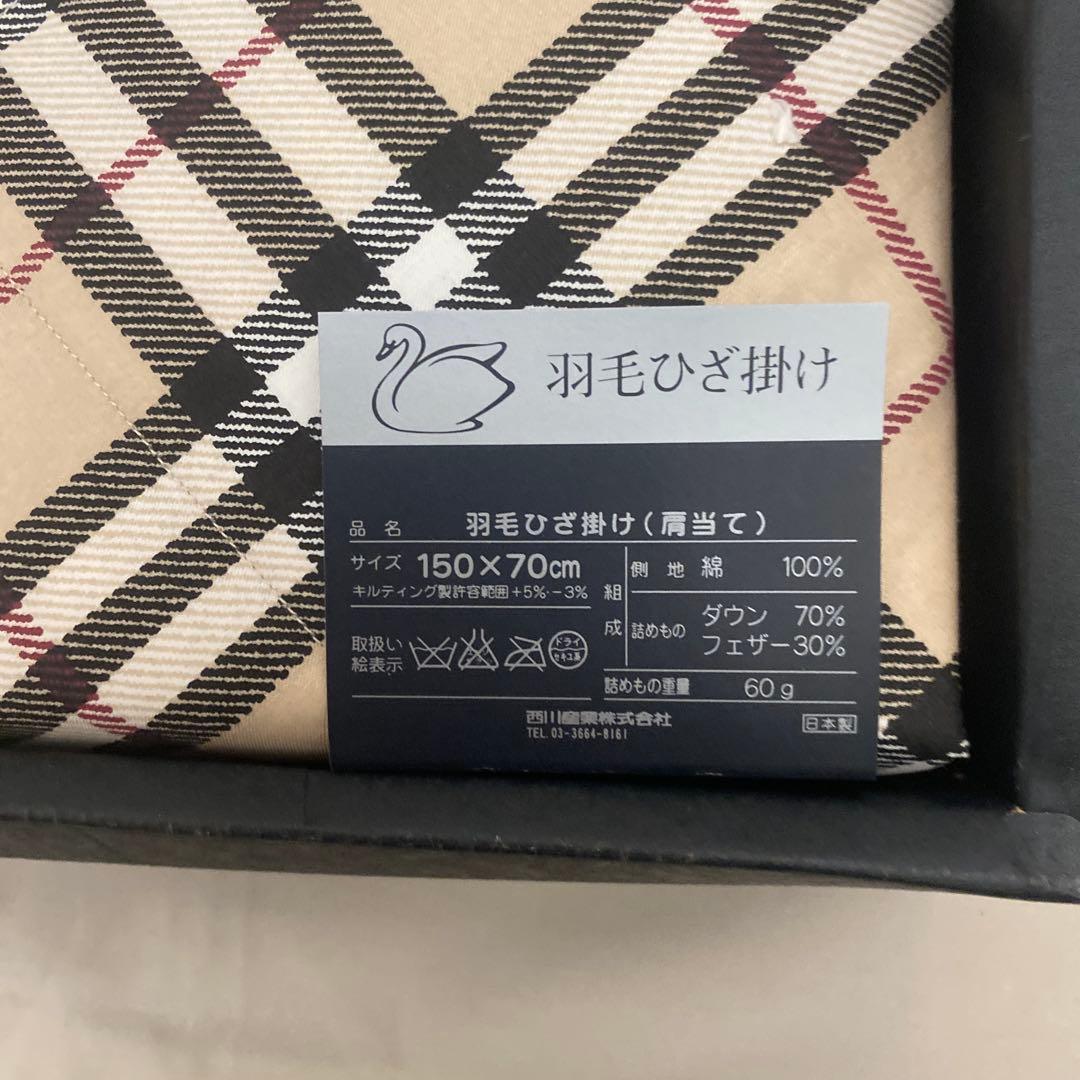 羽毛ひざ掛け
品名 羽毛ひざ掛け(肩当て)
サイズ 150×70cm
キルティング製許容範囲+5%・-3%
取扱い
絵表示
ドライ
セキユ系
組成
側地 綿 100%
詰めもの
ダウン 70%
フェザー30%
詰めもの重量 60g
西川産業株式会社
TEL.03-3664-8161
日本製